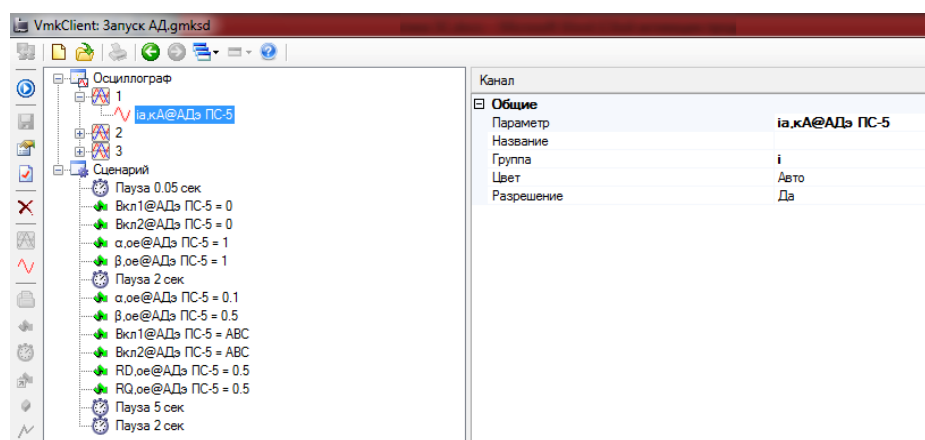 VmkClient: Запуск АД.gmksd
Осциллограф
1
ia,кА@АДэ ПС-5
2
3
Сценарий
Пауза 0.05 сек
Вкл1@АДэ ПС-5 = 0
Вкл2@АДэ ПС-5 = 0
α,ое@АДэ ПС-5 = 1
β,ое@АДэ ПС-5 = 1
Пауза 2 сек
α,ое@АДэ ПС-5 = 0.1
β,ое@АДэ ПС-5 = 0.5
Вкл1@АДэ ПС-5 = ABC
Вкл2@АДэ ПС-5 = ABC
RD,ое@АДэ ПС-5 = 0.5
RQ,ое@АДэ ПС-5 = 0.5
Пауза 5 сек
Пауза 2 сек
Канал
Общие
Параметр ia,кА@АДэ ПС-5
Название
Группа i
Цвет Авто
Разрешение Да